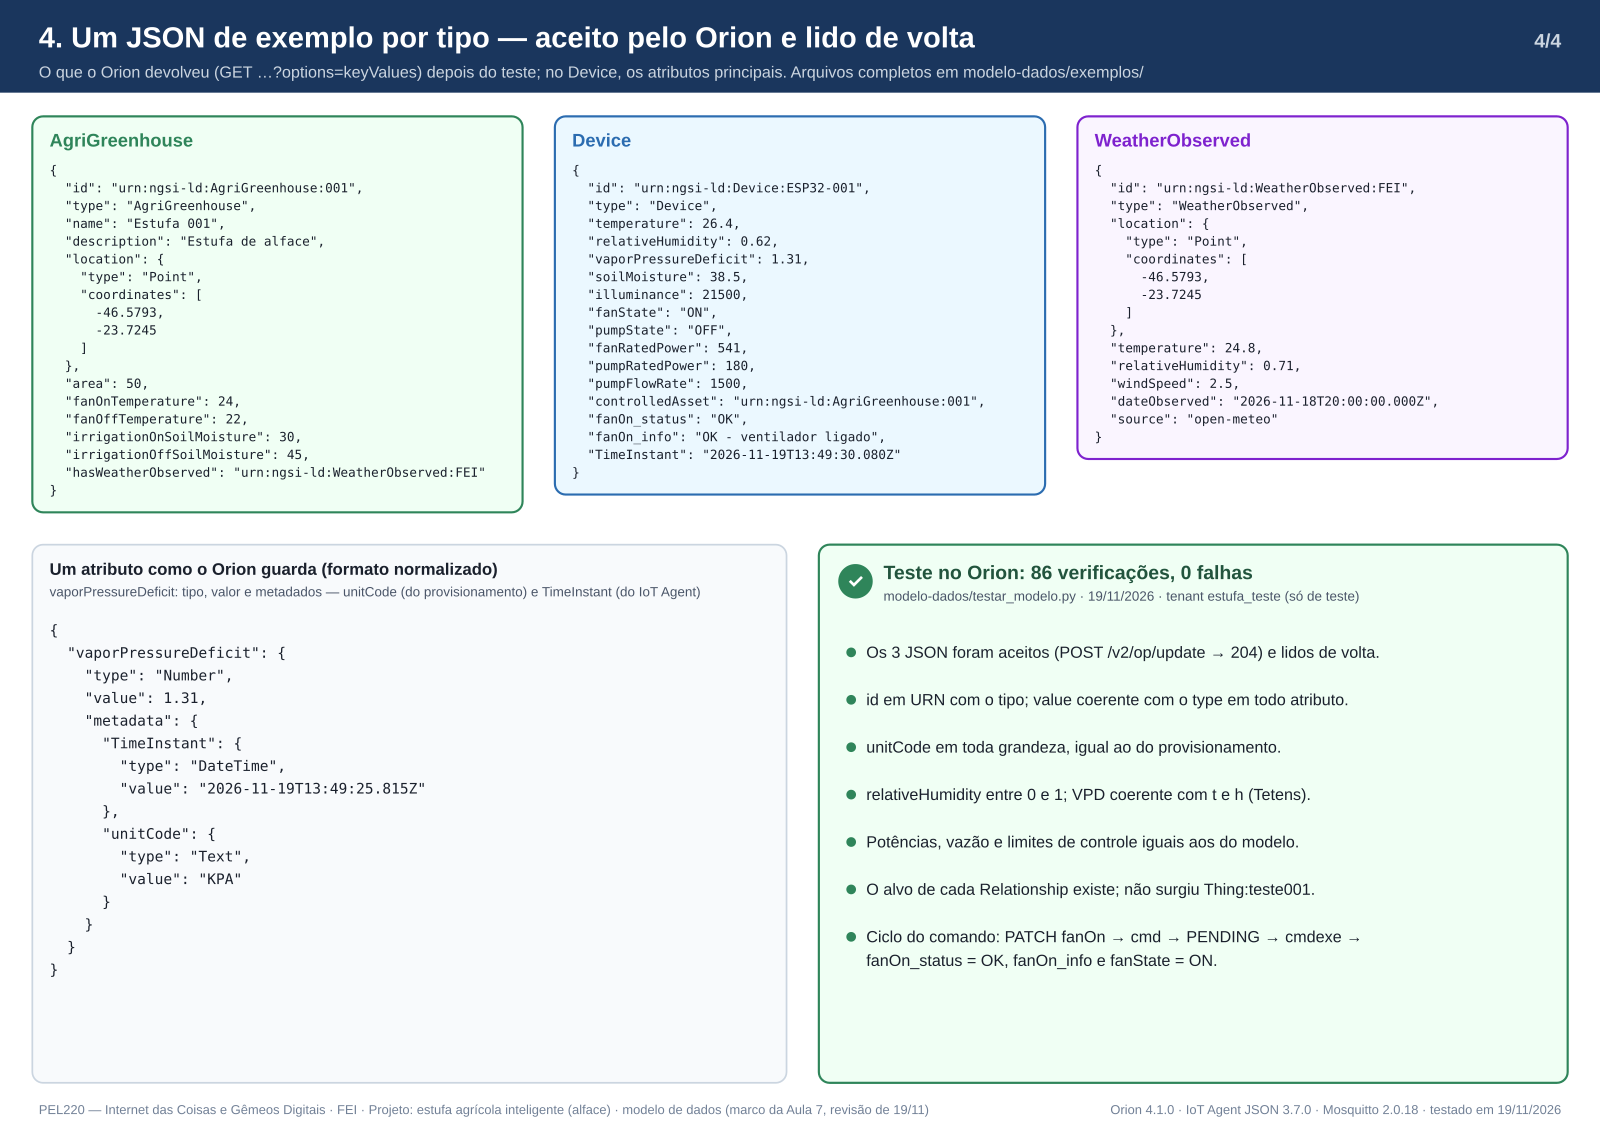 4. Um JSON de exemplo por tipo — aceito pelo Orion e lido de volta
4/4
O que o Orion devolveu (GET …?options=keyValues) depois do teste; no Device, os atributos principais. Arquivos completos em modelo-dados/exemplos/
AgriGreenhouse
{
  "id": "urn:ngsi-ld:AgriGreenhouse:001",
  "type": "AgriGreenhouse",
  "name": "Estufa 001",
  "description": "Estufa de alface",
  "location": {
    "type": "Point",
    "coordinates": [
      -46.5793,
      -23.7245
    ]
  },
  "area": 50,
  "fanOnTemperature": 24,
  "fanOffTemperature": 22,
  "irrigationOnSoilMoisture": 30,
  "irrigationOffSoilMoisture": 45,
  "hasWeatherObserved": "urn:ngsi-ld:WeatherObserved:FEI"
}
Device
{
  "id": "urn:ngsi-ld:Device:ESP32-001",
  "type": "Device",
  "temperature": 26.4,
  "relativeHumidity": 0.62,
  "vaporPressureDeficit": 1.31,
  "soilMoisture": 38.5,
  "illuminance": 21500,
  "fanState": "ON",
  "pumpState": "OFF",
  "fanRatedPower": 541,
  "pumpRatedPower": 180,
  "pumpFlowRate": 1500,
  "controlledAsset": "urn:ngsi-ld:AgriGreenhouse:001",
  "fanOn_status": "OK",
  "fanOn_info": "OK - ventilador ligado",
  "TimeInstant": "2026-11-19T13:49:30.080Z"
}
WeatherObserved
{
  "id": "urn:ngsi-ld:WeatherObserved:FEI",
  "type": "WeatherObserved",
  "location": {
    "type": "Point",
    "coordinates": [
      -46.5793,
      -23.7245
    ]
  },
  "temperature": 24.8,
  "relativeHumidity": 0.71,
  "windSpeed": 2.5,
  "dateObserved": "2026-11-18T20:00:00.000Z",
  "source": "open-meteo"
}
Um atributo como o Orion guarda (formato normalizado)
vaporPressureDeficit: tipo, valor e metadados — unitCode (do provisionamento) e TimeInstant (do IoT Agent)
{
  "vaporPressureDeficit": {
    "type": "Number",
    "value": 1.31,
    "metadata": {
      "TimeInstant": {
        "type": "DateTime",
        "value": "2026-11-19T13:49:25.815Z"
      },
      "unitCode": {
        "type": "Text",
        "value": "KPA"
      }
    }
  }
}
Teste no Orion: 86 verificações, 0 falhas
modelo-dados/testar_modelo.py · 19/11/2026 · tenant estufa_teste (só de teste)
● Os 3 JSON foram aceitos (POST /v2/op/update → 204) e lidos de volta.
● id em URN com o tipo; value coerente com o type em todo atributo.
● unitCode em toda grandeza, igual ao do provisionamento.
● relativeHumidity entre 0 e 1; VPD coerente com t e h (Tetens).
● Potências, vazão e limites de controle iguais aos do modelo.
● O alvo de cada Relationship existe; não surgiu Thing:teste001.
● Ciclo do comando: PATCH fanOn → cmd → PENDING → cmdexe →
fanOn_status = OK, fanOn_info e fanState = ON.
PEL220 — Internet das Coisas e Gêmeos Digitais · FEI · Projeto: estufa agrícola inteligente (alface) · modelo de dados (marco da Aula 7, revisão de 19/11)
Orion 4.1.0 · IoT Agent JSON 3.7.0 · Mosquitto 2.0.18 · testado em 19/11/2026